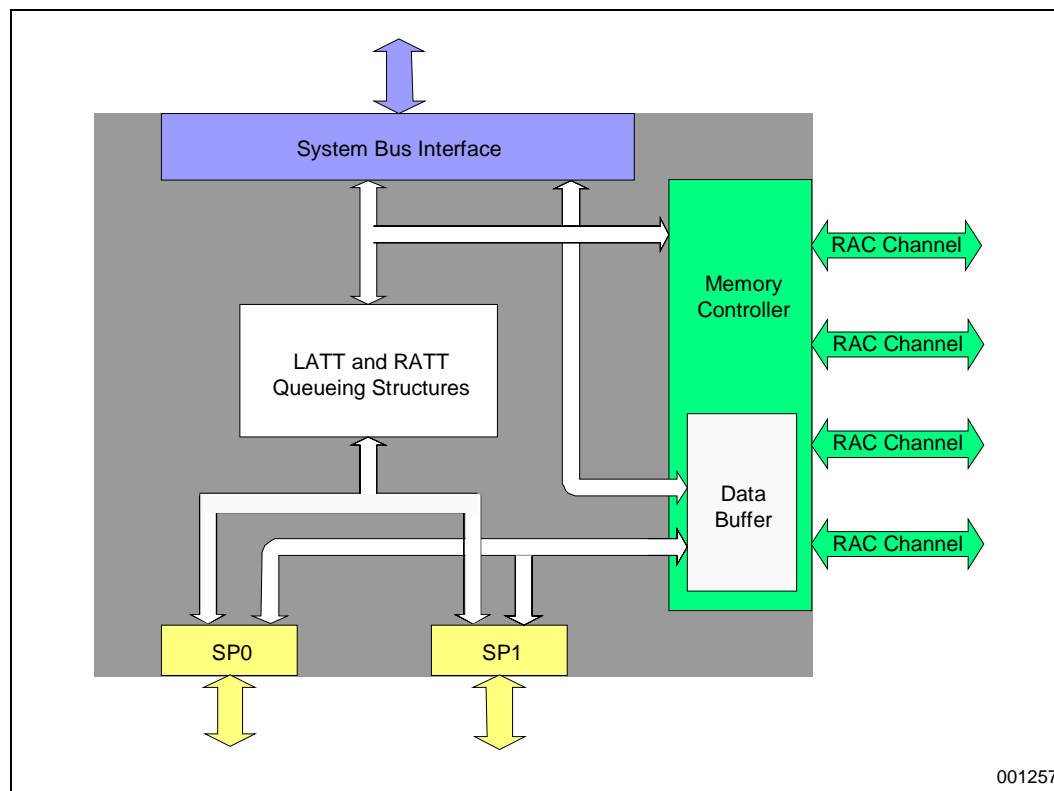 System Bus Interface
RAC Channel
Memory
Controller
RAC Channel
LATT and RATT
Queueing Structures
RAC Channel
Data
Buffer
RAC Channel
SP0
SP1
001257